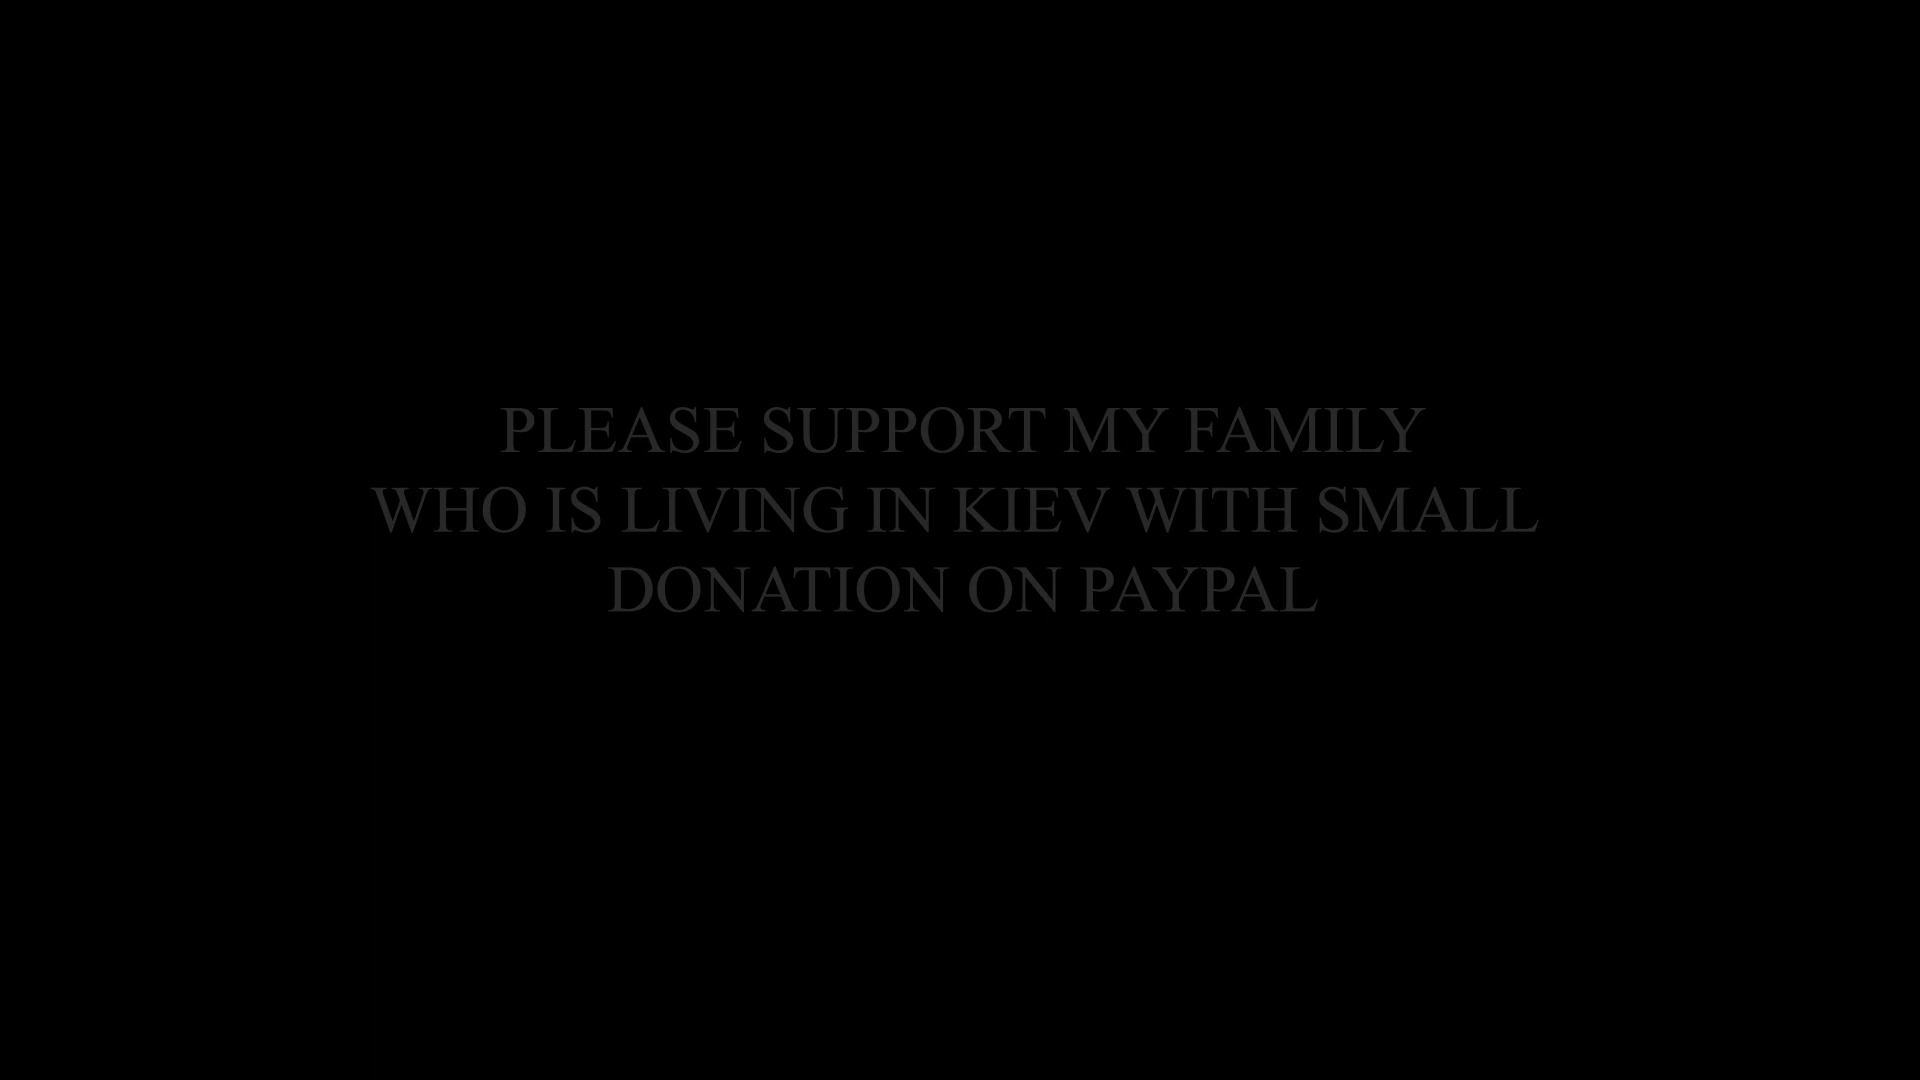 PLEASE SUPPORT MY FAMILY
WHO IS LIVING IN KIEV WITH SMALL
DONATION ON PAYPAL